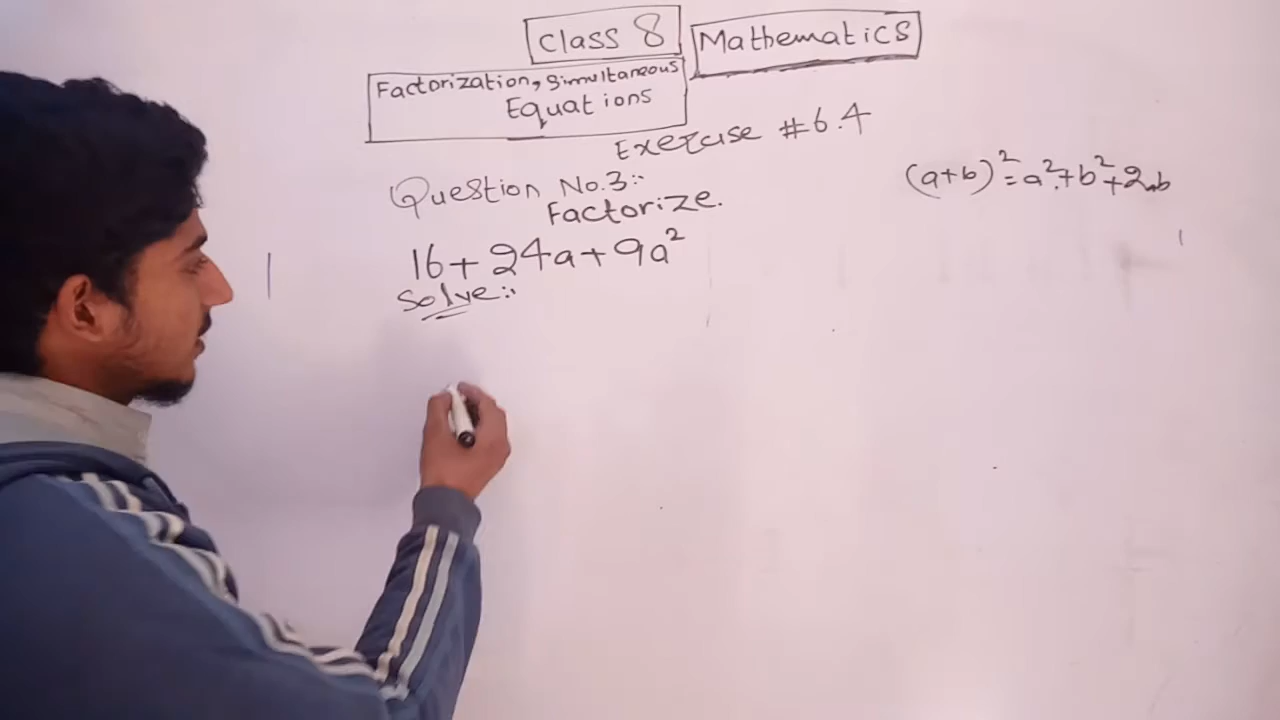 Class 8 Mathematics
Factorization, Simultaneous
Equations
Exercise #6.4
Question No.3::
Factorize.
16+24a+9a²
Solve::
(a+b)²=a²+b²+2ab